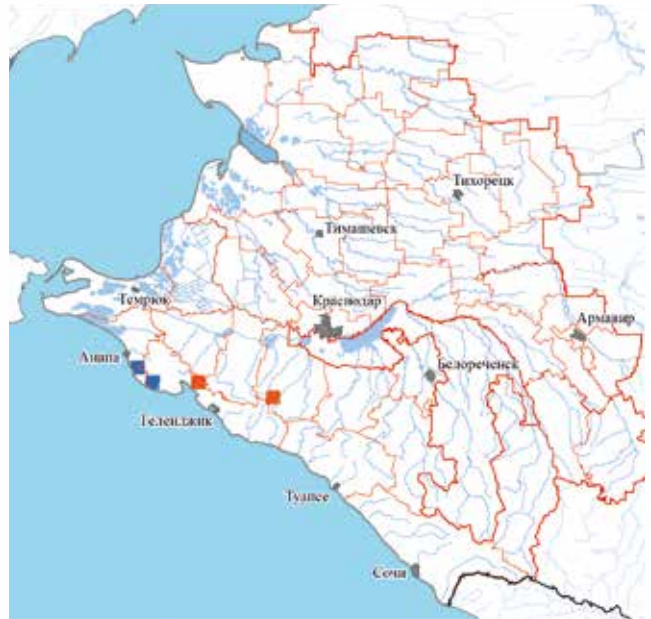 Тихорецк
Тимашевск
Темрюк
Краснодар
Армавир
Анапа
Белореченск
Геленджик
Туапсе
Сочи